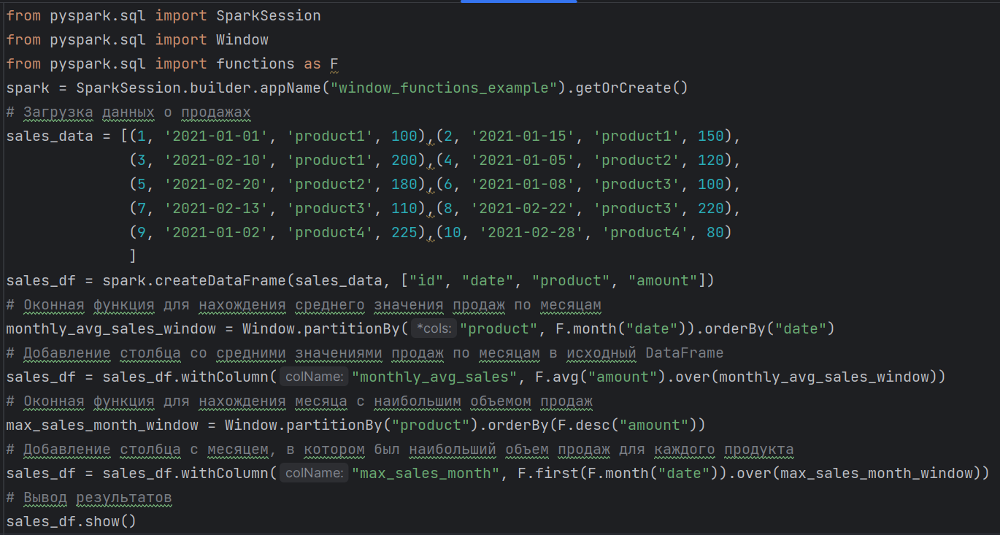 from pyspark.sql import SparkSession
from pyspark.sql import Window
from pyspark.sql import functions as F
spark = SparkSession.builder.appName("window_functions_example").getOrCreate()
# Загрузка данных о продажах
sales_data = [(1, '2021-01-01', 'product1', 100),(2, '2021-01-15', 'product1', 150),
(3, '2021-02-10', 'product1', 200),(4, '2021-01-05', 'product2', 120),
(5, '2021-02-20', 'product2', 180),(6, '2021-01-08', 'product3', 100),
(7, '2021-02-13', 'product3', 110),(8, '2021-02-22', 'product3', 220),
(9, '2021-01-02', 'product4', 225),(10, '2021-02-28', 'product4', 80)
]
sales_df = spark.createDataFrame(sales_data, ["id", "date", "product", "amount"])
# Оконная функция для нахождения среднего значения продаж по месяцам
monthly_avg_sales_window = Window.partitionBy( *cols: "product", F.month("date")).orderBy("date")
# Добавление столбца со средними значениями продаж по месяцам в исходный DataFrame
sales_df = sales_df.withColumn( colName: "monthly_avg_sales", F.avg("amount").over(monthly_avg_sales_window))
# Оконная функция для нахождения месяца с наибольшим объемом продаж
max_sales_month_window = Window.partitionBy("product").orderBy(F.desc("amount"))
# Добавление столбца с месяцем, в котором был наибольший объем продаж для каждого продукта
sales_df = sales_df.withColumn( colName: "max_sales_month", F.first(F.month("date")).over(max_sales_month_window))
# Вывод результатов
sales_df.show()